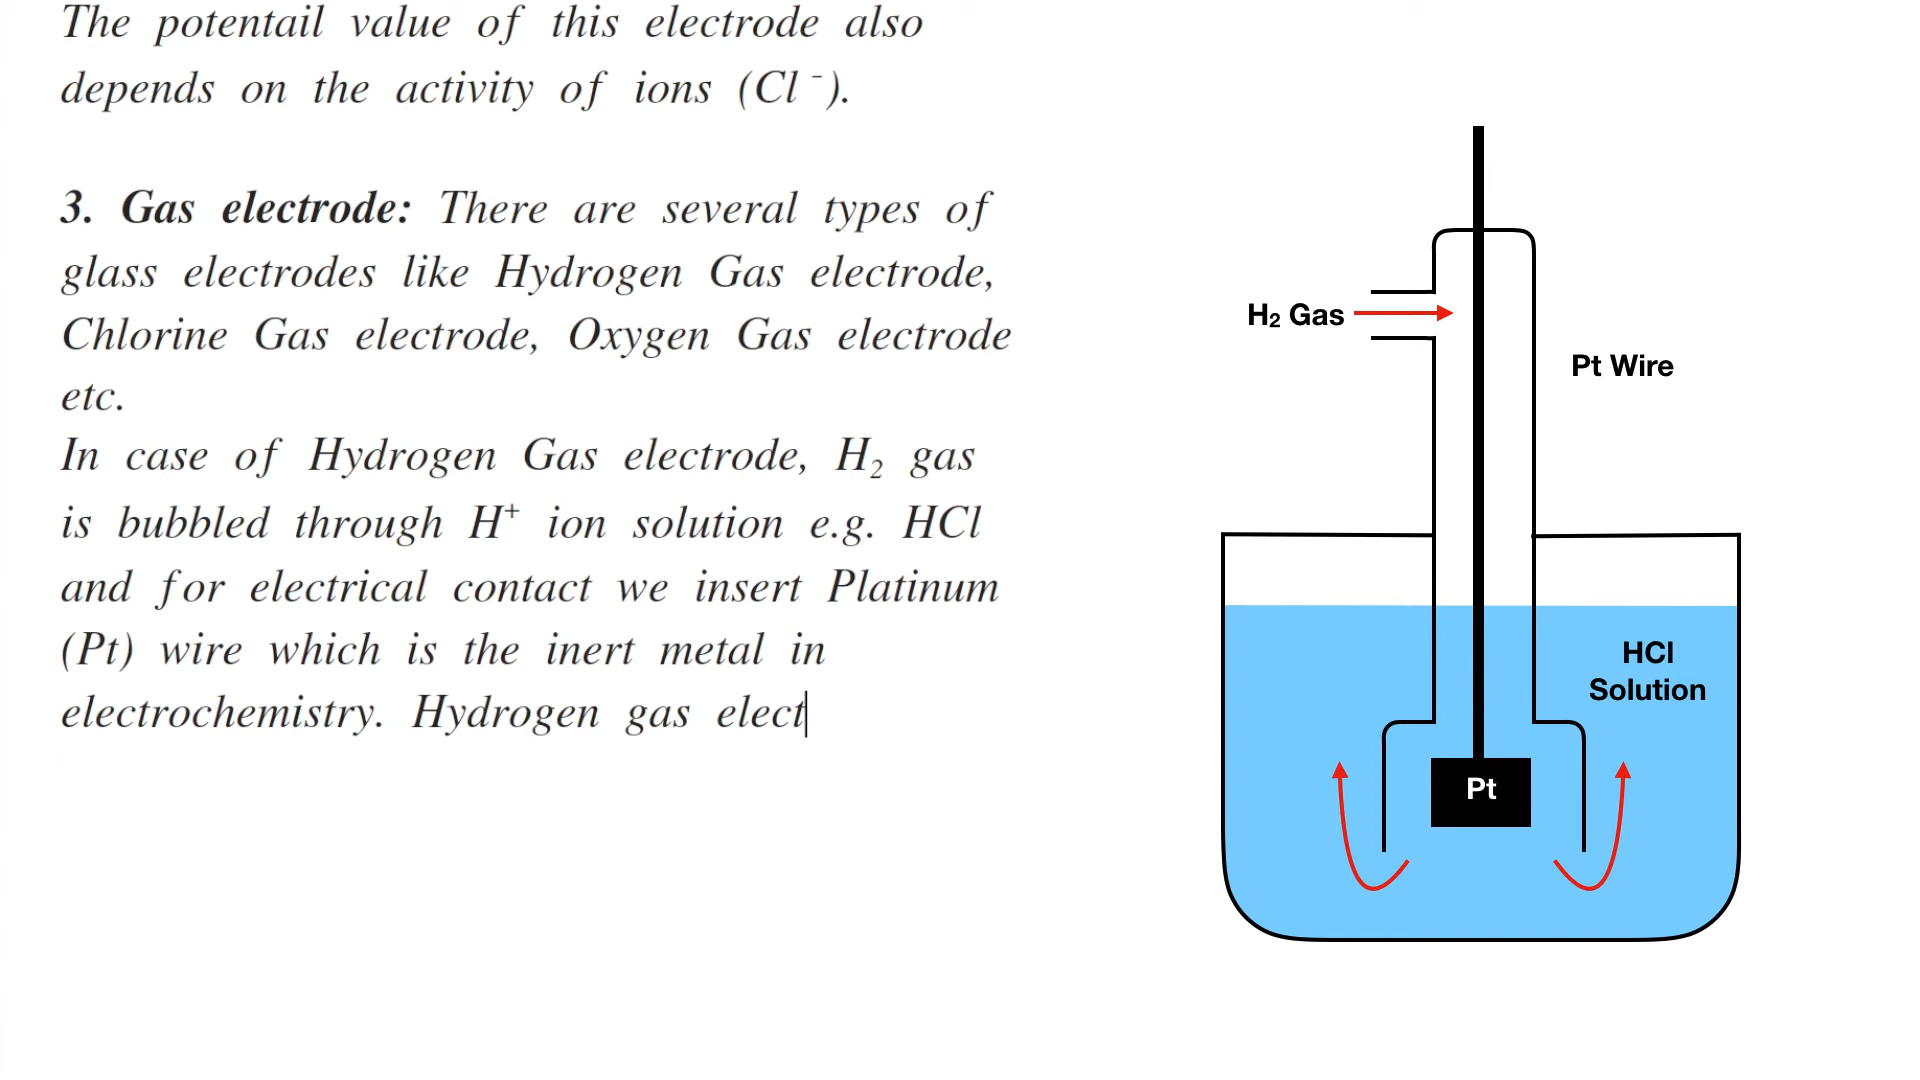 The potentail value of this electrode also
depends on the activity of ions (Cl⁻).
3. Gas electrode: There are several types of
glass electrodes like Hydrogen Gas electrode,
Chlorine Gas electrode, Oxygen Gas electrode
etc.
In case of Hydrogen Gas electrode, H₂ gas
is bubbled through H⁺ ion solution e.g. HCl
and for electrical contact we insert Platinum
(Pt) wire which is the inert metal in
electrochemistry. Hydrogen gas elect
H₂ Gas
Pt Wire
HCl
Solution
Pt